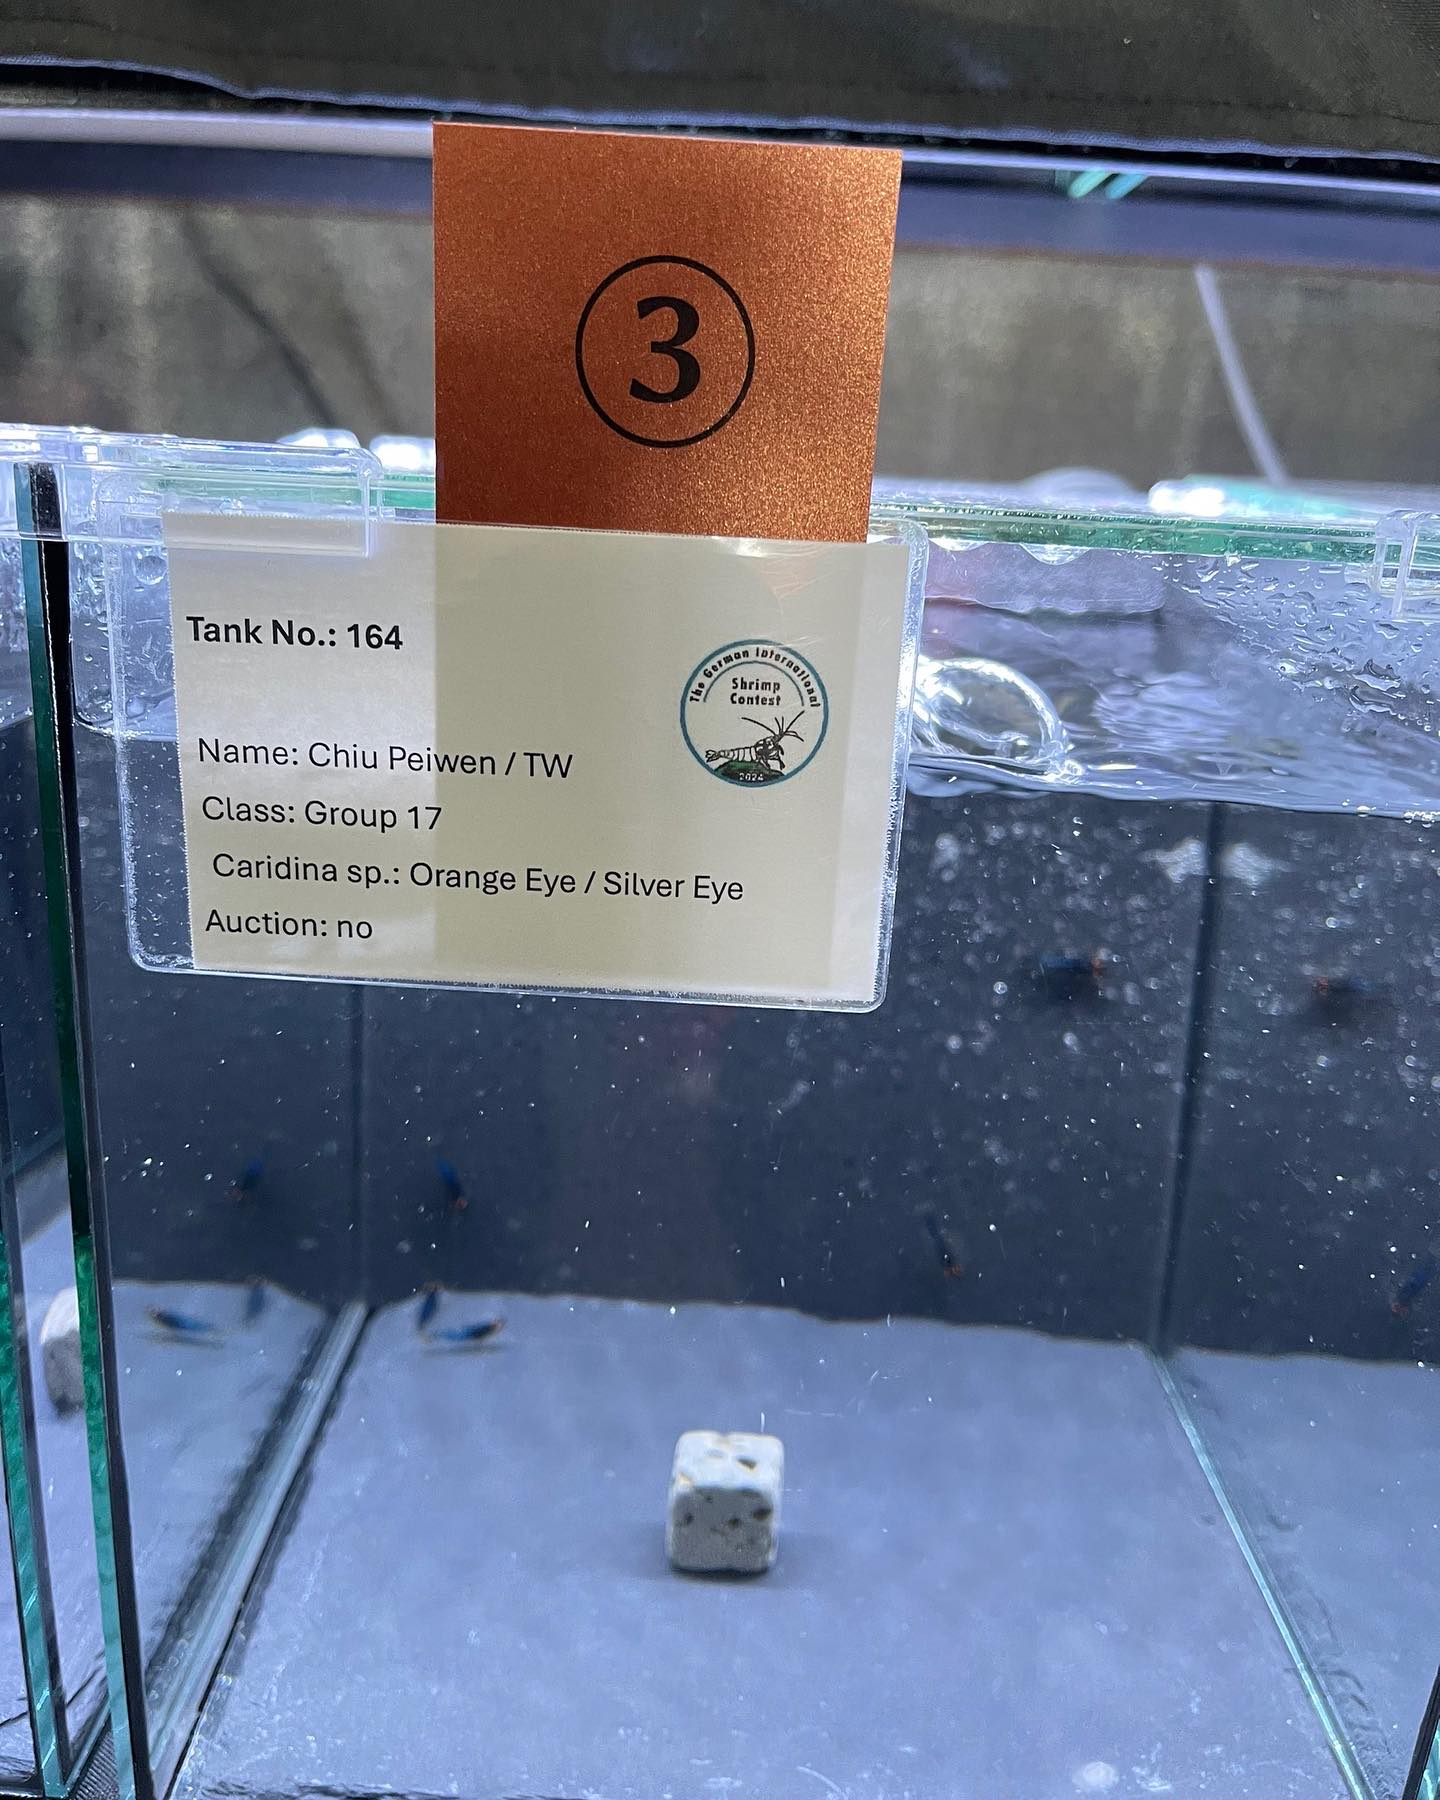 3
Tank No.: 164
The German International
Shrimp
Contest
2024
Name: Chiu Peiwen / TW
Class: Group 17
Caridina sp.: Orange Eye / Silver Eye
Auction: no